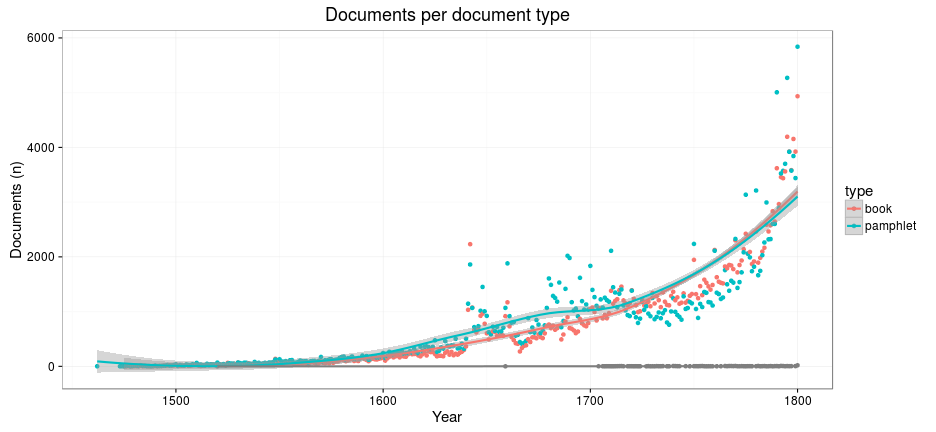 Documents per document type
6000
4000
2000
0
Documents (n)
1500
1600
1700
1800
Year
type
book
pamphlet